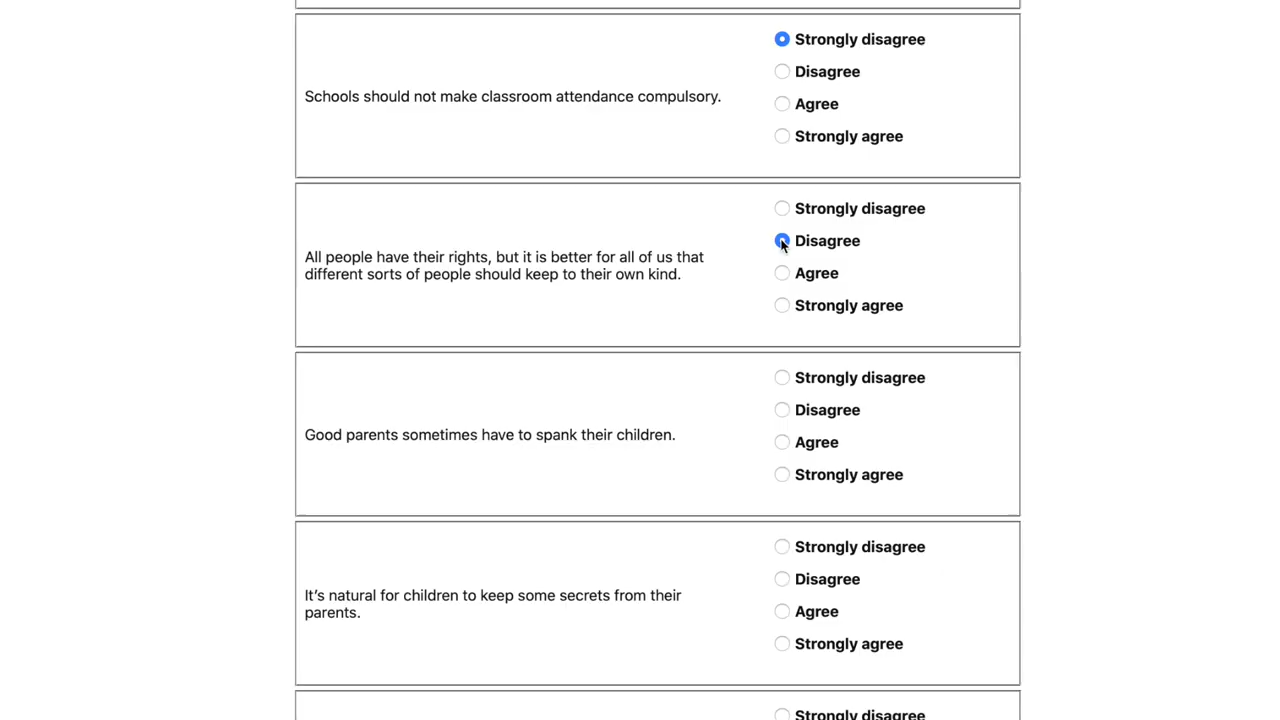 Strongly disagree
Disagree
Schools should not make classroom attendance compulsory.
Agree
Strongly agree
Strongly disagree
Disagree
All people have their rights, but it is better for all of us that
different sorts of people should keep to their own kind.
Agree
Strongly agree
Strongly disagree
Disagree
Good parents sometimes have to spank their children.
Agree
Strongly agree
Strongly disagree
Disagree
It’s natural for children to keep some secrets from their
parents.
Agree
Strongly agree
Strongly disagree